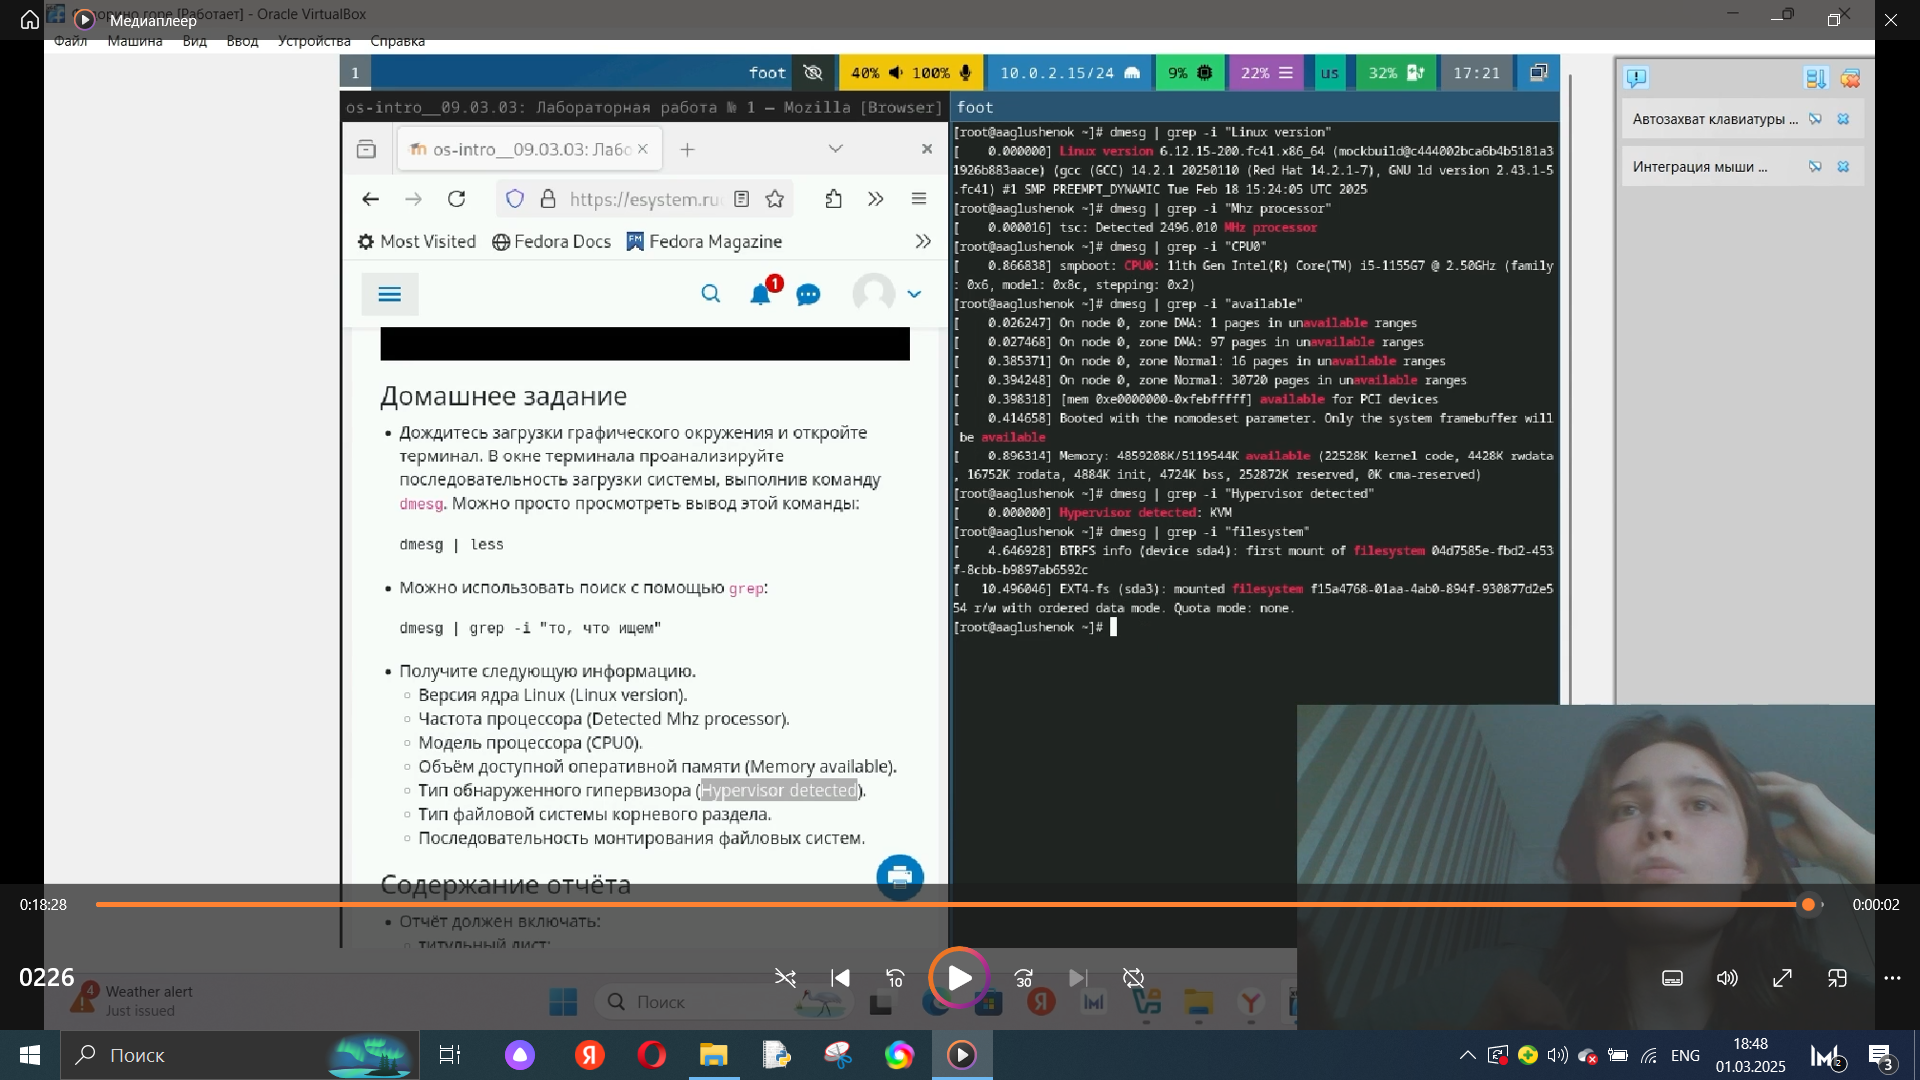 [Работает] - Oracle VirtualBox
Медиаплеер
Файл Машина Вид Ввод Устройства Справка
1 foot 40% 100% 10.0.2.15/24 9% 22% us 32% 17:21
os-intro__09.03.03: Лабораторная работа № 1 — Mozilla [Browser]
os-intro__09.03.03: Лабо
https://esystem.ru
Most Visited Fedora Docs Fedora Magazine
1
Домашнее задание
• Дождитесь загрузки графического окружения и откройте
терминал. В окне терминала проанализируйте
последовательность загрузки системы, выполнив команду
dmesg. Можно просто просмотреть вывод этой команды:
dmesg | less
• Можно использовать поиск с помощью grep:
dmesg | grep -i "то, что ищем"
• Получите следующую информацию.
◦ Версия ядра Linux (Linux version).
◦ Частота процессора (Detected Mhz processor).
◦ Модель процессора (CPU0).
◦ Объём доступной оперативной памяти (Memory available).
◦ Тип обнаруженного гипервизора (Hypervisor detected).
◦ Тип файловой системы корневого раздела.
◦ Последовательность монтирования файловых систем.
Содержание отчёта
• Отчёт должен включать:
◦ титульный лист;
foot
[root@aaglushenok ~]# dmesg | grep -i "Linux version"
[    0.000000] Linux version 6.12.15-200.fc41.x86_64 (mockbuild@c444002bca6b4b5181a3
1926b883aace) (gcc (GCC) 14.2.1 20250110 (Red Hat 14.2.1-7), GNU ld version 2.43.1-5
.fc41) #1 SMP PREEMPT_DYNAMIC Tue Feb 18 15:24:05 UTC 2025
[root@aaglushenok ~]# dmesg | grep -i "Mhz processor"
[    0.000016] tsc: Detected 2496.010 MHz processor
[root@aaglushenok ~]# dmesg | grep -i "CPU0"
[    0.866838] smpboot: CPU0: 11th Gen Intel(R) Core(TM) i5-1155G7 @ 2.50GHz (family
: 0x6, model: 0x8c, stepping: 0x2)
[root@aaglushenok ~]# dmesg | grep -i "available"
[    0.026247] On node 0, zone DMA: 1 pages in unavailable ranges
[    0.027468] On node 0, zone DMA: 97 pages in unavailable ranges
[    0.385371] On node 0, zone Normal: 16 pages in unavailable ranges
[    0.394248] On node 0, zone Normal: 30720 pages in unavailable ranges
[    0.398318] [mem 0xe0000000-0xfebfffff] available for PCI devices
[    0.414658] Booted with the nomodeset parameter. Only the system framebuffer will
be available
[    0.896314] Memory: 4859208K/5119544K available (22528K kernel code, 4428K rwdata
, 16752K rodata, 4884K init, 4724K bss, 252872K reserved, 0K cma-reserved)
[root@aaglushenok ~]# dmesg | grep -i "Hypervisor detected"
[    0.000000] Hypervisor detected: KVM
[root@aaglushenok ~]# dmesg | grep -i "filesystem"
[    4.646928] BTRFS info (device sda4): first mount of filesystem 04d7585e-fbd2-453
f-8cbb-b9897ab6592c
[   10.496046] EXT4-fs (sda3): mounted filesystem f15a4768-01aa-4ab0-894f-930877d2e5
54 r/w with ordered data mode. Quota mode: none.
[root@aaglushenok ~]#
Автозахват клавиатуры ...
Интеграция мыши ...
0:18:28 0:00:02
0226
10 30
4 Weather alert
Just issued
Поиск
Поиск
ENG
18:48
01.03.2025
2
3